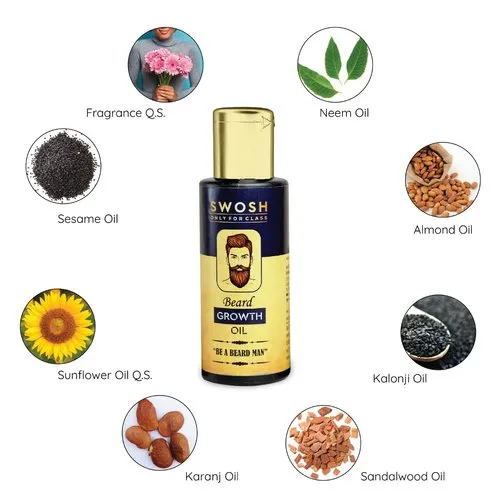 Fragrance Q.S.
Neem Oil
Sesame Oil
Almond Oil
SWOSH
ONLY FOR CLASS
Beard
GROWTH
OIL
"BE A BEARD MAN"
Sunflower Oil Q.S.
Kalonji Oil
Karanj Oil
Sandalwood Oil